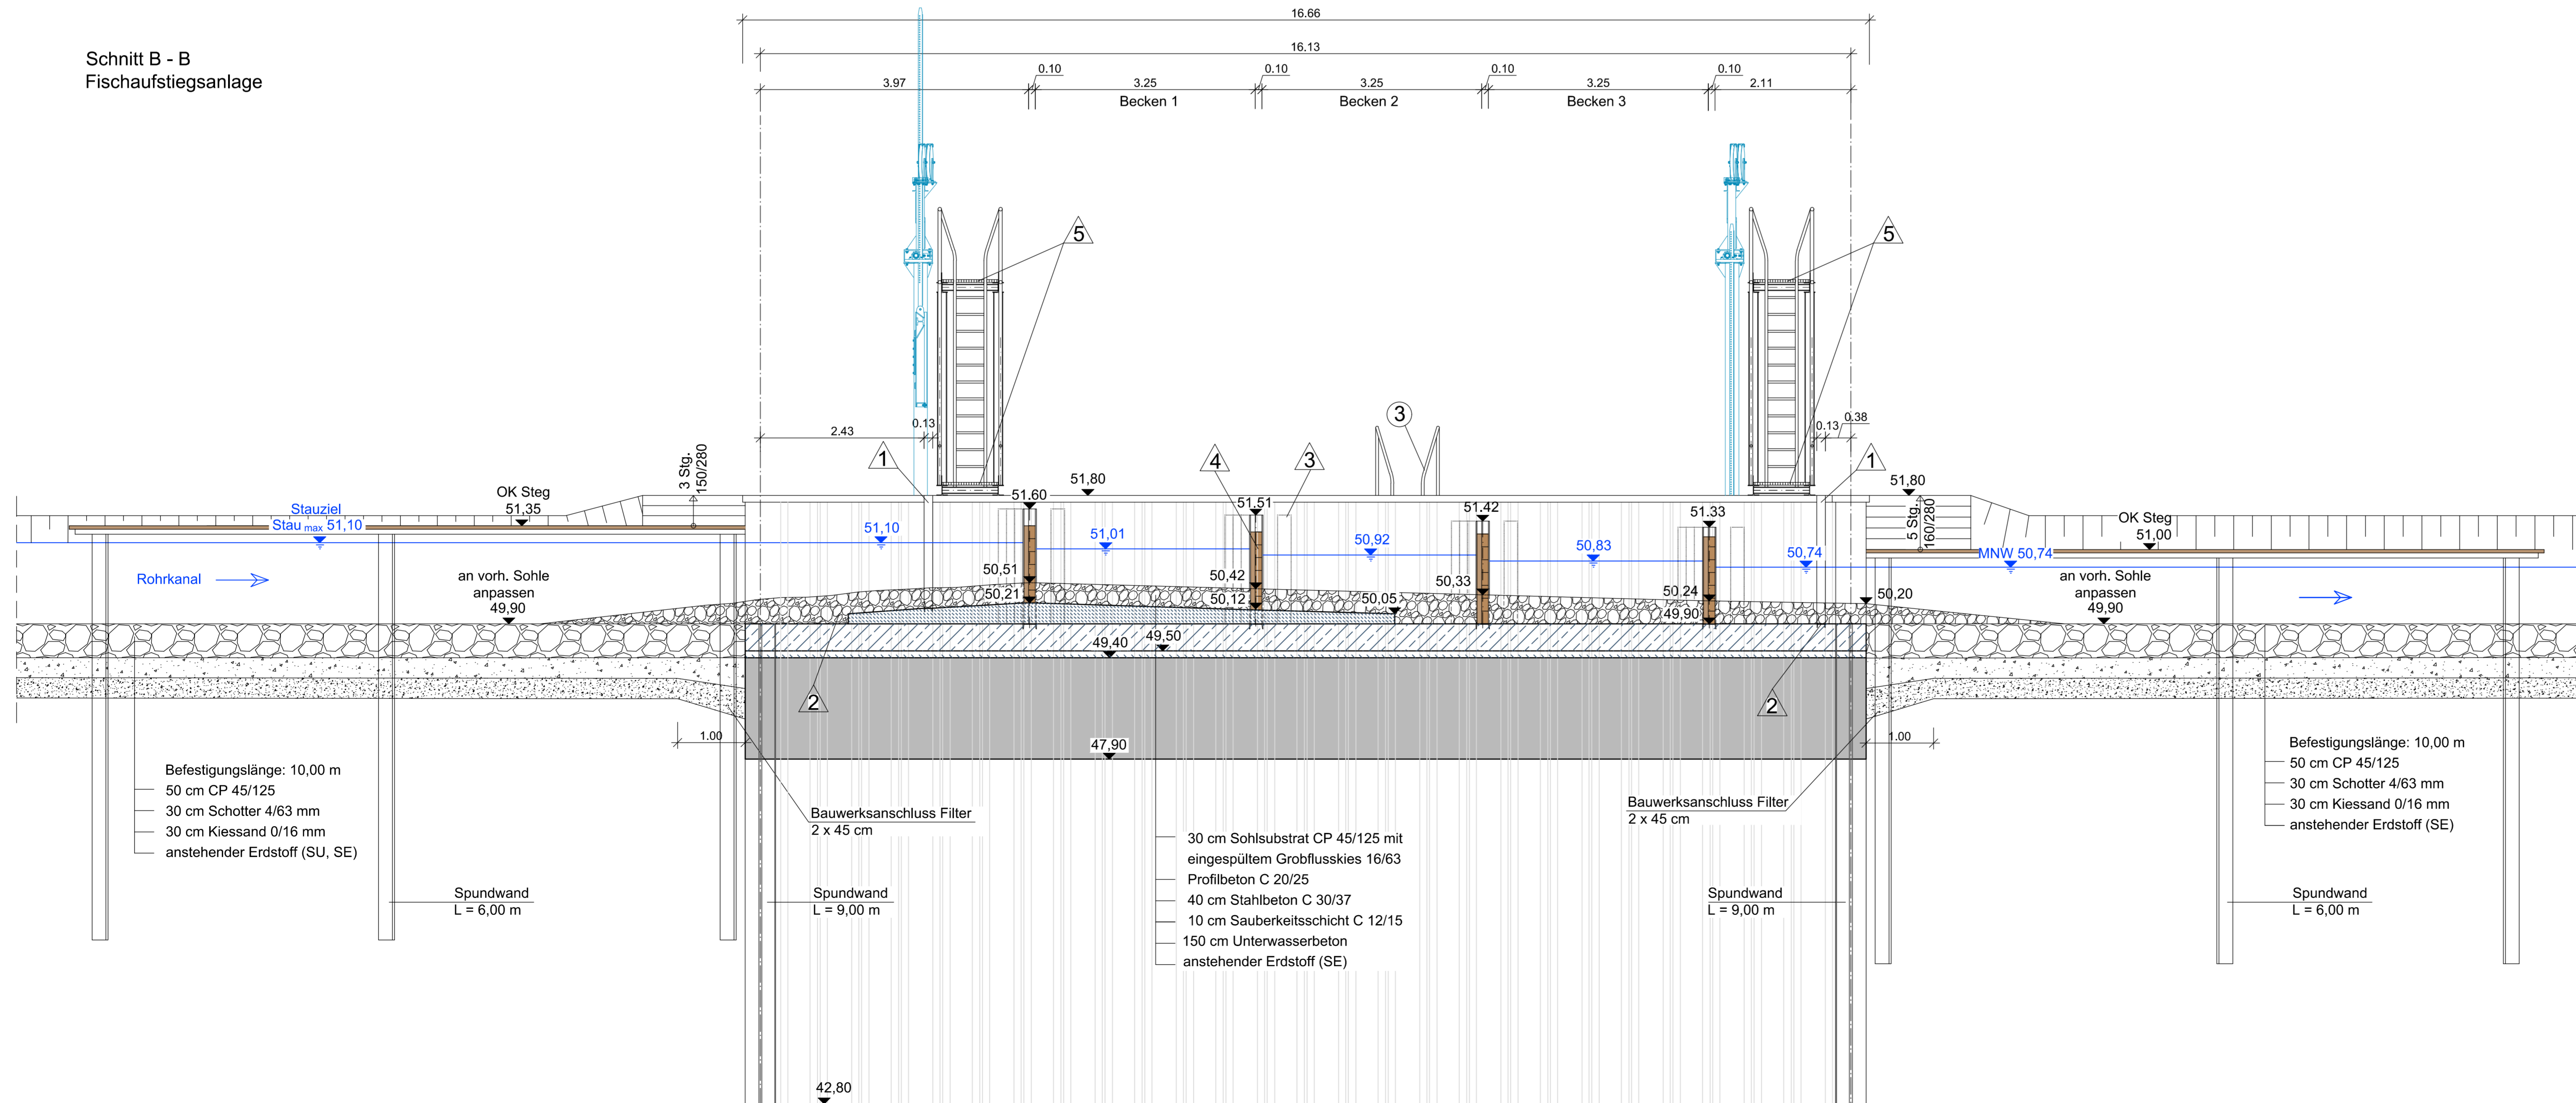 Schnitt B - B
Fischaufstiegsanlage
16.66
16.13
3.97
0.10
3.25
0.10
3.25
0.10
3.25
0.10
2.11
Becken 1
Becken 2
Becken 3
5
5
2.43
0.13
0.13
0.38
3
1
4
3
1
3 Stg.
150/280
51,80
51,80
5 Stg.
160/280
OK Steg
51,35
Stauziel
Stau max 51,10
51.60
51.51
51.42
51.33
51,10
51,01
50,92
50,83
50,74
MNW 50,74
OK Steg
51,00
Rohrkanal
an vorh. Sohle
anpassen
49,90
50,51
50,21
50,42
50,12
50,33
50,05
50,24
49,90
50,20
an vorh. Sohle
anpassen
49,90
49,40
49,50
2
2
1.00
47,90
1.00
Befestigungslänge: 10,00 m
50 cm CP 45/125
30 cm Schotter 4/63 mm
30 cm Kiessand 0/16 mm
anstehender Erdstoff (SU, SE)
Bauwerksanschluss Filter
2 x 45 cm
Bauwerksanschluss Filter
2 x 45 cm
Befestigungslänge: 10,00 m
50 cm CP 45/125
30 cm Schotter 4/63 mm
30 cm Kiessand 0/16 mm
anstehender Erdstoff (SE)
30 cm Sohlsubstrat CP 45/125 mit
eingespültem Grobflusskies 16/63
Profilbeton C 20/25
40 cm Stahlbeton C 30/37
10 cm Sauberkeitsschicht C 12/15
150 cm Unterwasserbeton
anstehender Erdstoff (SE)
Spundwand
L = 6,00 m
Spundwand
L = 9,00 m
Spundwand
L = 9,00 m
Spundwand
L = 6,00 m
42,80